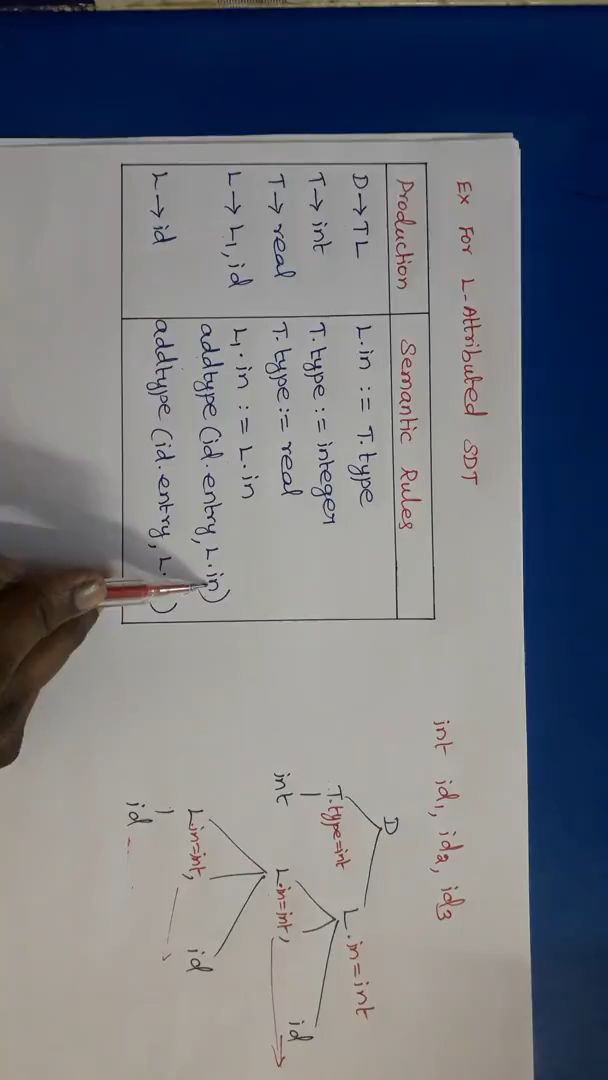 Ex For L-Attributed SDT
Production Semantic Rules
D → TL L.in := T.type
T → int T.type := integer
T → real T.type := real
L → L₁, id L₁.in := L.in
addtype (id.entry, L.in)
L → id addtype (id.entry, L.
int id₁, id₂, id₃
D
T.type=int L.in=int
int L.in=int, id
L.in=int, id
id